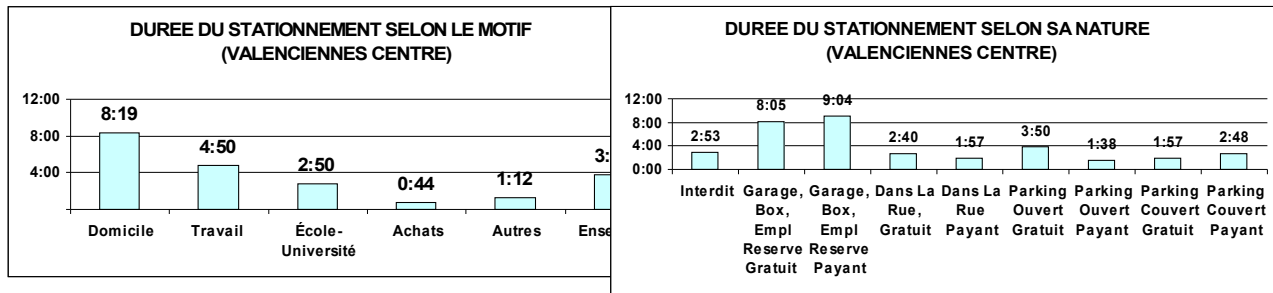 DUREE DU STATIONNEMENT SELON LE MOTIF
(VALENCIENNES CENTRE)
12:00
8:00
4:00
8:19
4:50
2:50
0:44
1:12
Domicile
Travail
École-
Université
Achats
Autres
DUREE DU STATIONNEMENT SELON SA NATURE
(VALENCIENNES CENTRE)
12:00
8:00
4:00
0:00
2:53
8:05
9:04
2:40
1:57
3:50
1:38
1:57
2:48
Interdit
Garage,
Box,
Empl
Reserve
Gratuit
Garage,
Box,
Empl
Reserve
Payant
Dans La
Rue,
Gratuit
Dans La
Rue
Payant
Parking
Ouvert
Gratuit
Parking
Ouvert
Payant
Parking
Couvert
Gratuit
Parking
Couvert
Payant